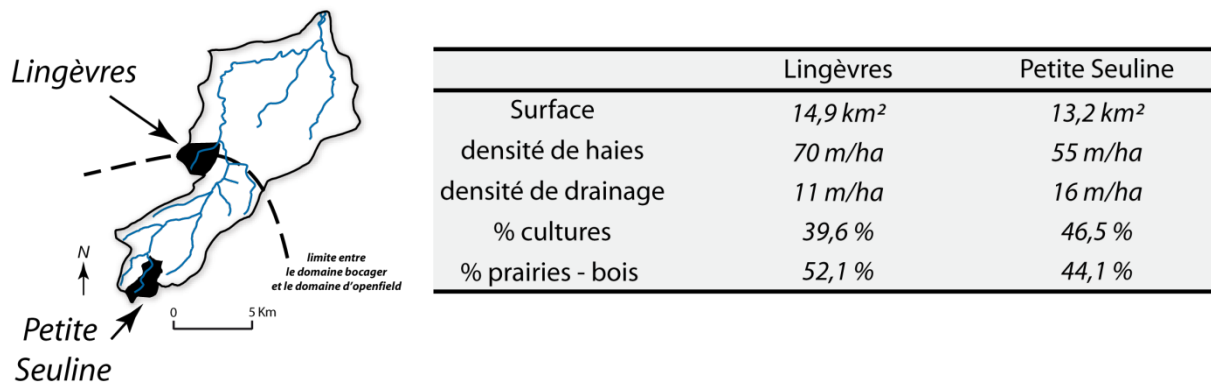 Lingèvres
N
limite entre
le domaine bocager
et le domaine d'openfield
0 5 Km
Petite
Seuline
Lingèvres Petite Seuline
Surface 14,9 km² 13,2 km²
densité de haies 70 m/ha 55 m/ha
densité de drainage 11 m/ha 16 m/ha
% cultures 39,6 % 46,5 %
% prairies - bois 52,1 % 44,1 %